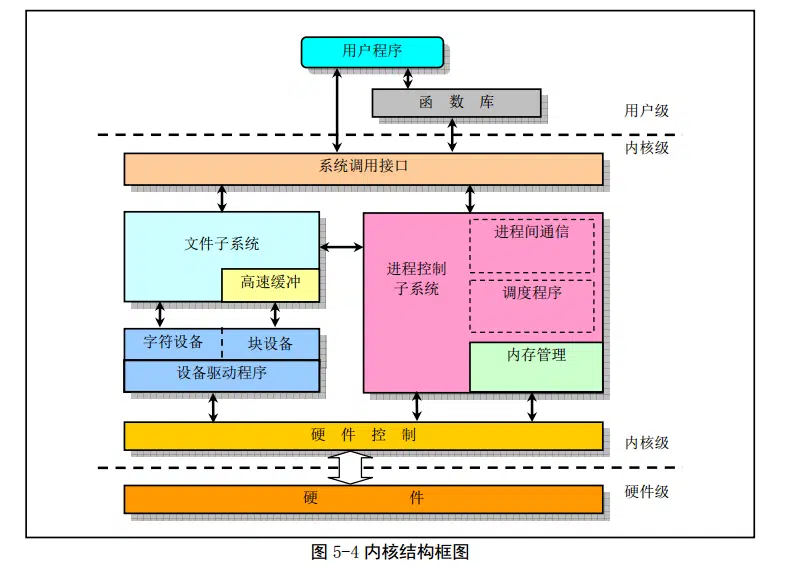 用户程序
函 数 库
用户级
内核级
系统调用接口
文件子系统
高速缓冲
进程控制
子系统
进程间通信
调度程序
内存管理
字符设备
块设备
设备驱动程序
硬 件 控 制
内核级
硬 件
硬件级
图 5-4 内核结构框图